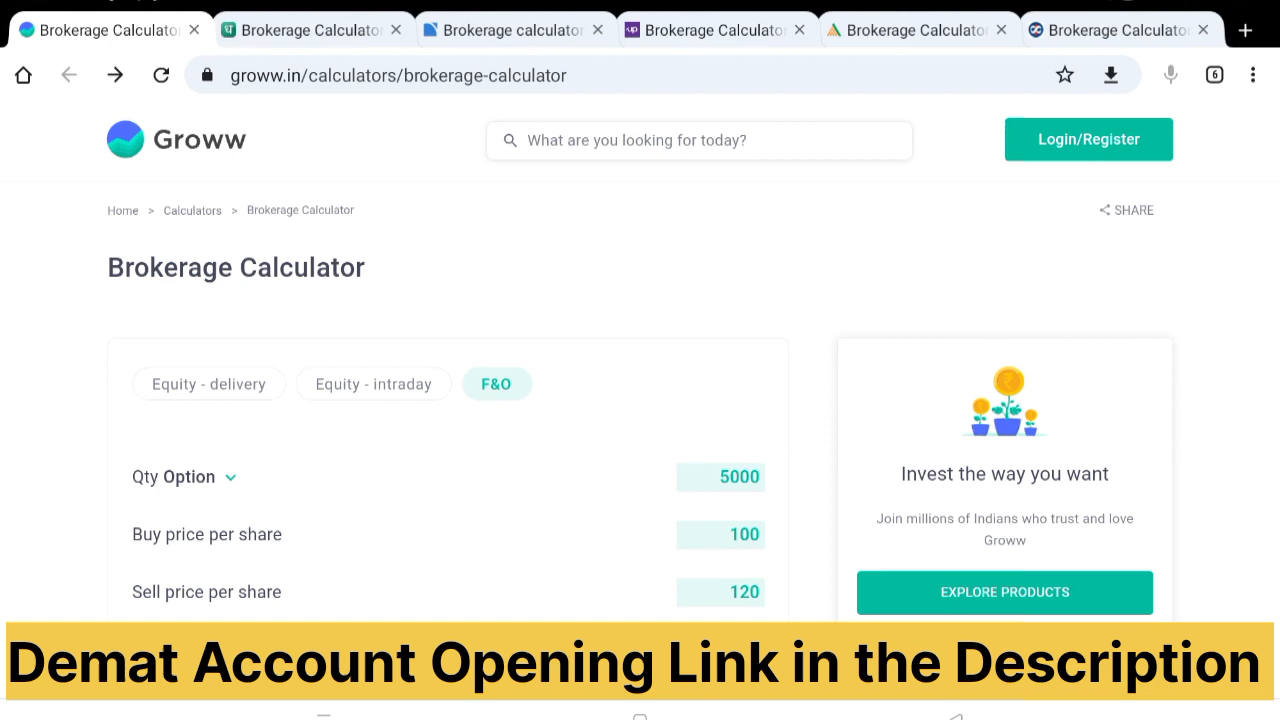 Brokerage Calculato
Brokerage Calculator
Brokerage calculator
Brokerage Calculator
Brokerage Calculator
Brokerage Calculator
groww.in/calculators/brokerage-calculator
6
Groww
What are you looking for today?
Login/Register
Home > Calculators > Brokerage Calculator
SHARE
Brokerage Calculator
Equity - delivery
Equity - intraday
F&O
Qty Option
5000
Buy price per share
100
Sell price per share
120
Invest the way you want
Join millions of Indians who trust and love
Groww
EXPLORE PRODUCTS
Demat Account Opening Link in the Description